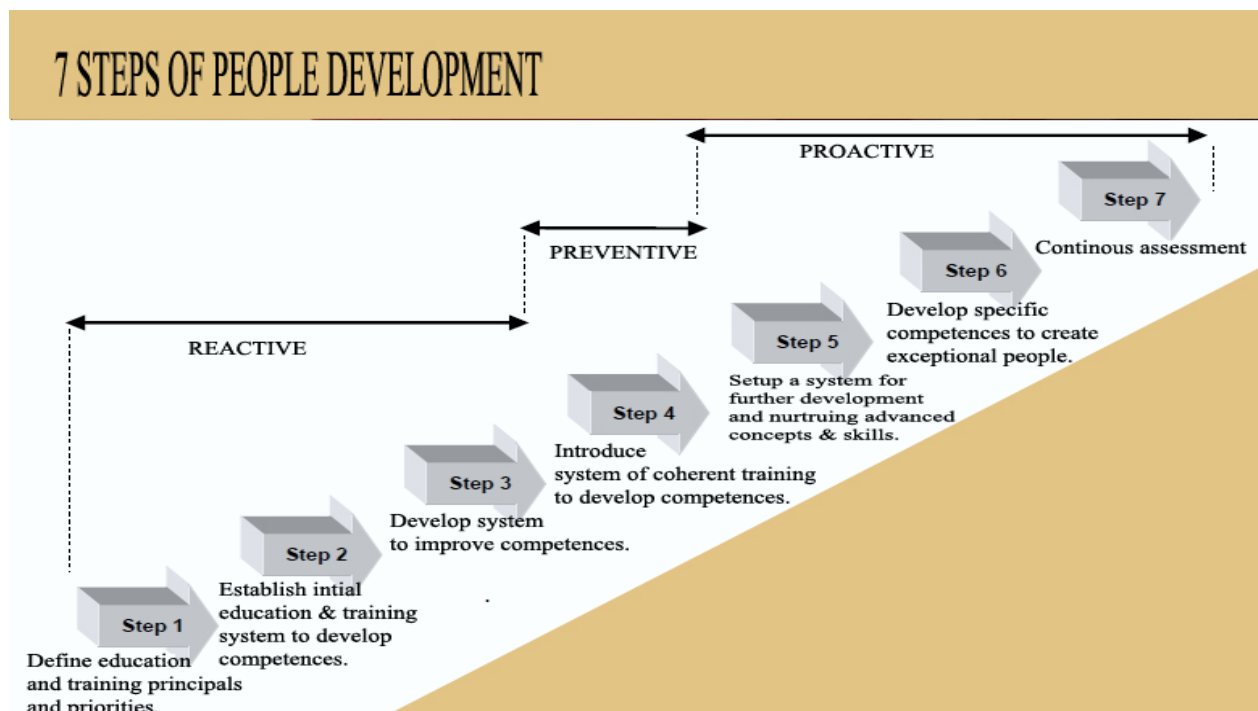 7 STEPS OF PEOPLE DEVELOPMENT
PROACTIVE
PREVENTIVE
REACTIVE
Step 1
Define education
and training principals
and priorities.
Step 2
Establish intial
education & training
system to develop
competences.
Step 3
Develop system
to improve competences.
Step 4
Introduce
system of coherent training
to develop competences.
Step 5
Setup a system for
further development
and nurtruing advanced
concepts & skills.
Step 6
Develop specific
competences to create
exceptional people.
Step 7
Continous assessment